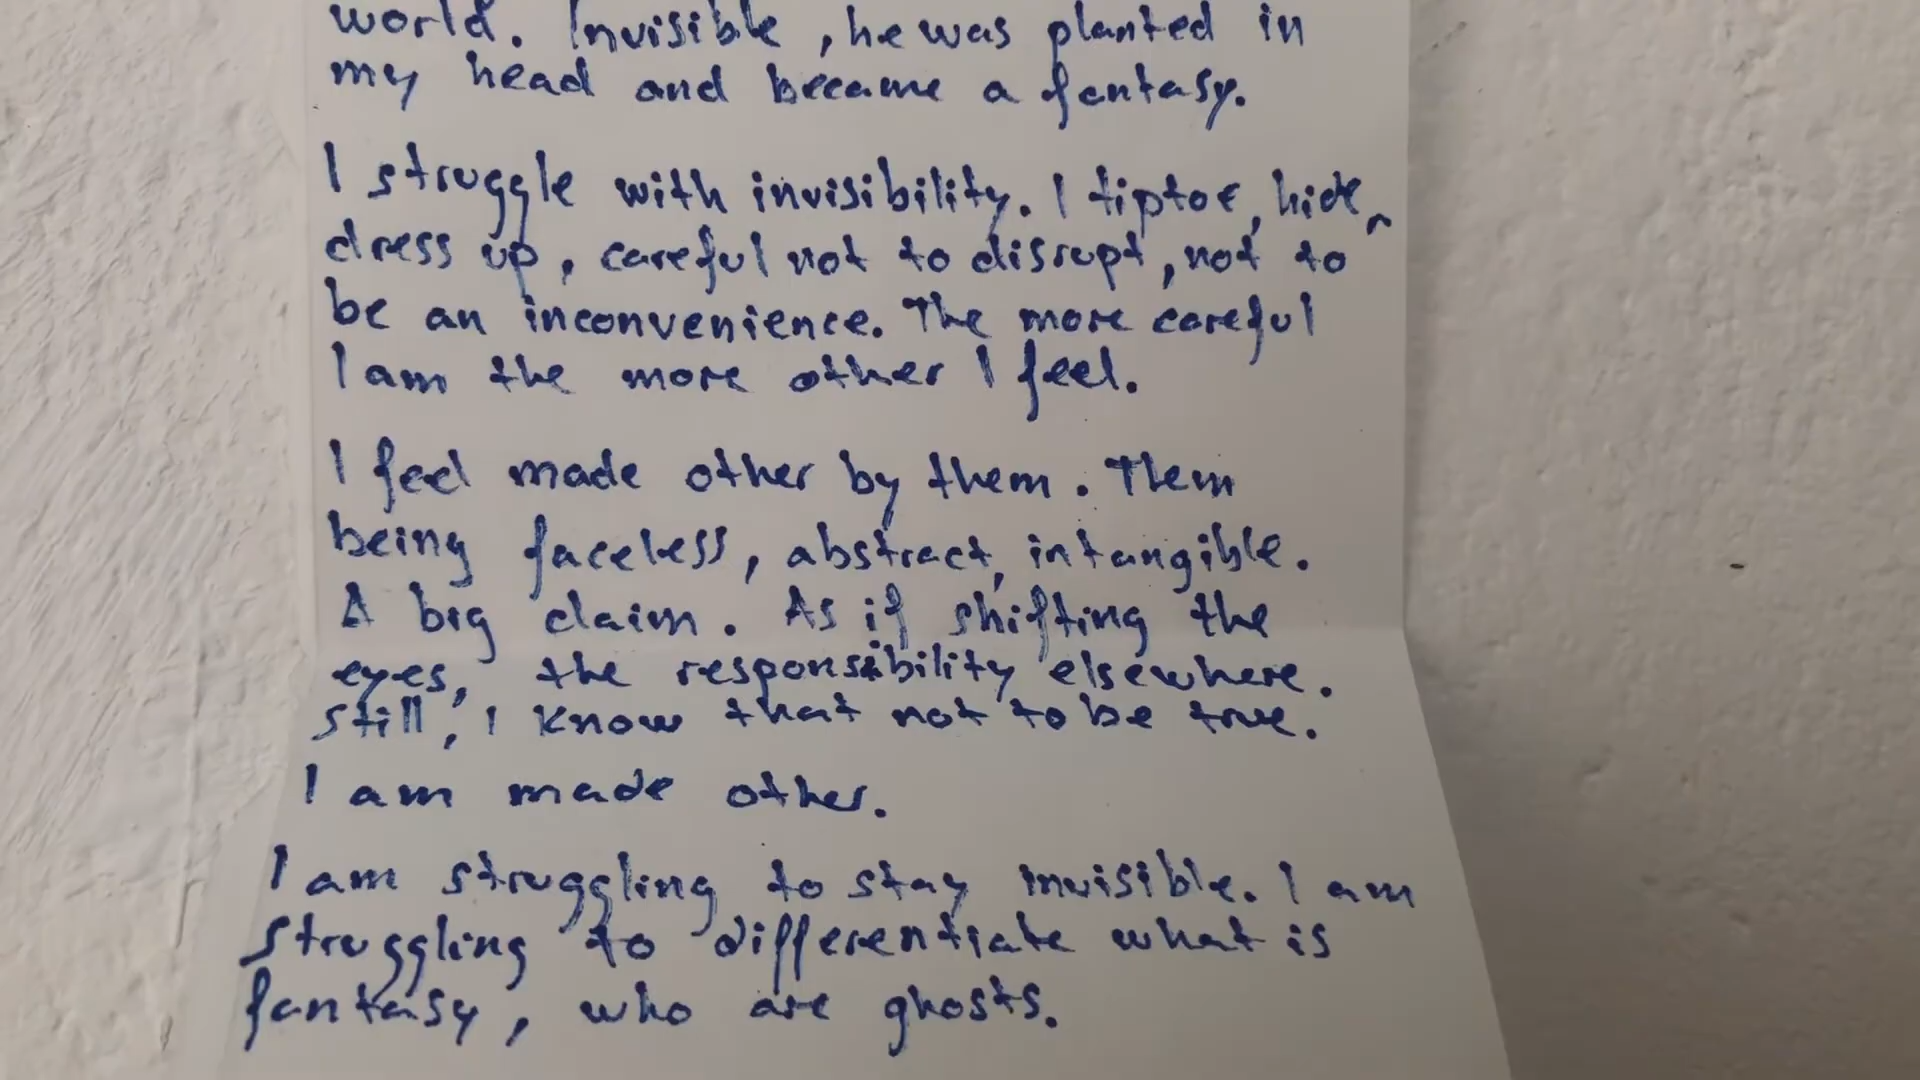 world. Invisible, he was planted in
my head and became a fantasy.
I struggle with invisibility. I tiptoe, hide,
dress up, careful not to disrupt, not to
be an inconvenience. The more careful
I am the more other I feel.
I feel made other by them. Them
being faceless, abstract, intangible.
A big claim. As if shifting the
eyes, the responsibility elsewhere.
Still, I know that not to be true.
I am made other.
I am struggling to stay invisible. I am
struggling to differentiate what is
fantasy, who are ghosts.